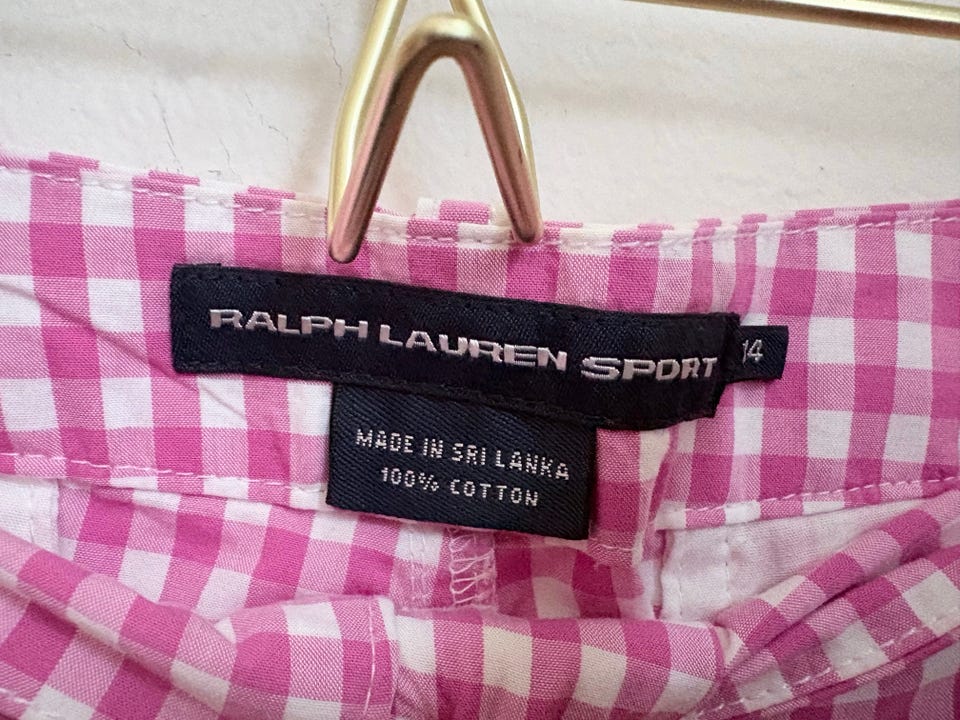 RALPH LAUREN SPORT
14
MADE IN SRI LANKA
100% COTTON